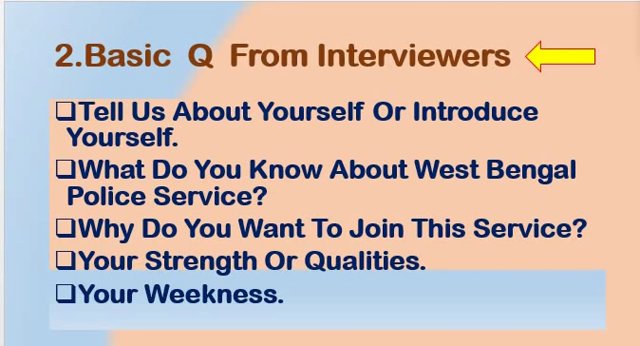 2.Basic Q From Interviewers
❑Tell Us About Yourself Or Introduce
Yourself.
❑What Do You Know About West Bengal
Police Service?
❑Why Do You Want To Join This Service?
❑Your Strength Or Qualities.
❑Your Weekness.